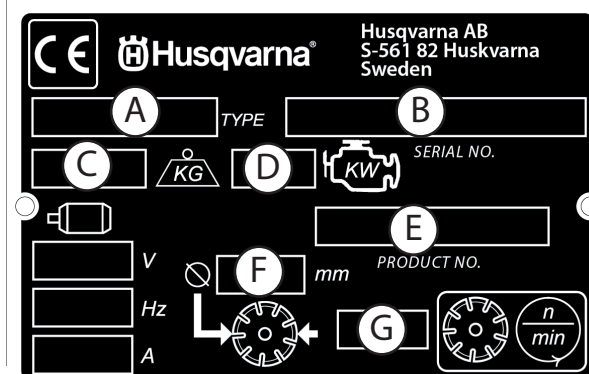 CE Husqvarna®
Husqvarna AB
S-561 82 Huskvarna
Sweden
A TYPE B
SERIAL NO.
C KG D KW
E
PRODUCT NO.
V
F mm
Hz
G
n
min
A